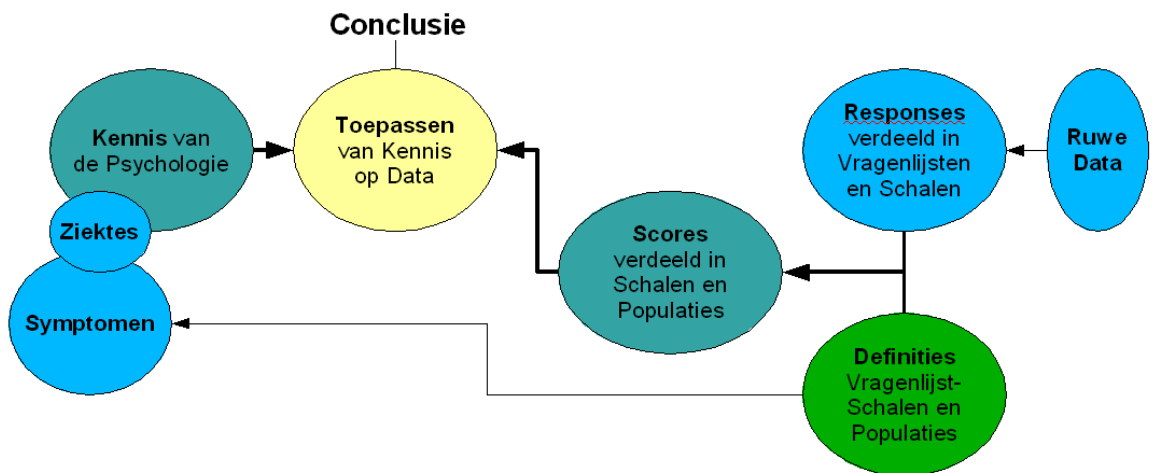 Conclusie
Kennis van
de Psychologie
Toepassen
van Kennis
op Data
Responses
verdeeld in
Vragenlijsten
en Schalen
Ruwe
Data
Ziektes
Symptomen
Scores
verdeeld in
Schalen en
Populaties
Definities
Vragenlijst-
Schalen en
Populaties